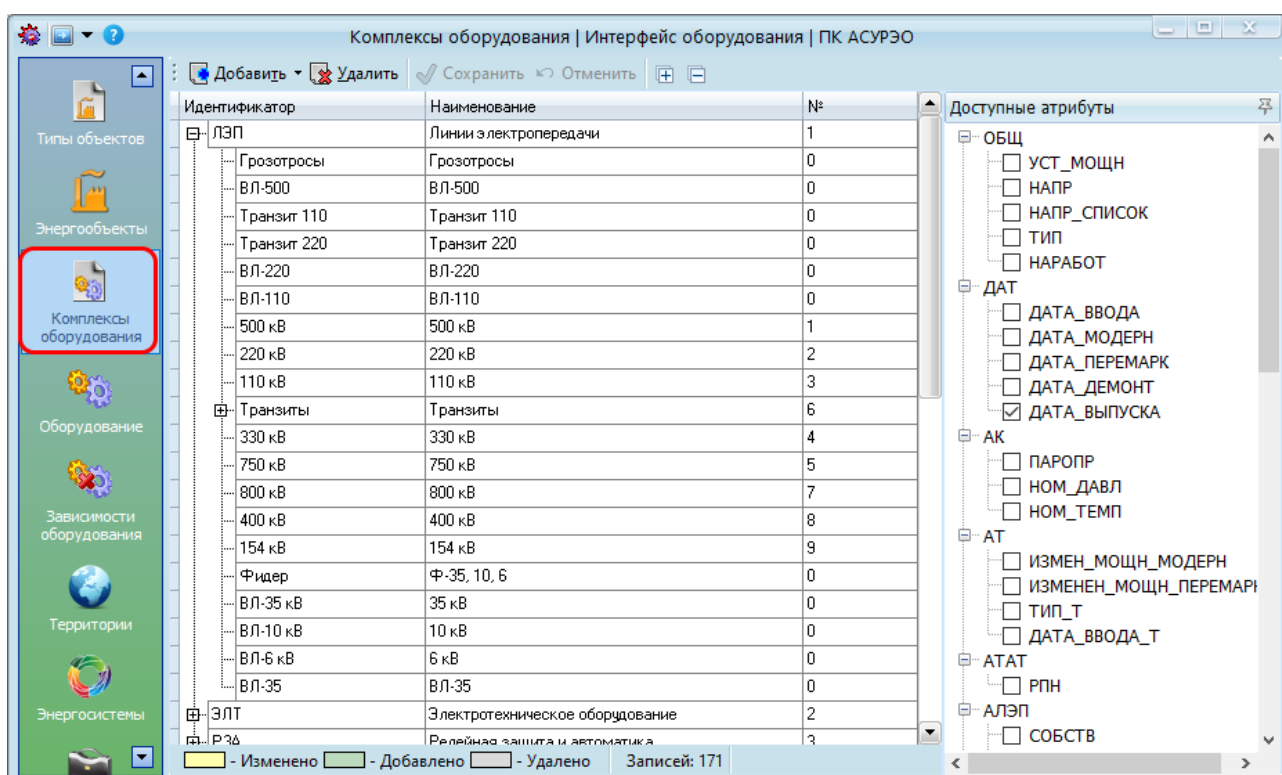 Комплексы оборудования | Интерфейс оборудования | ПК АСУРЭО
Добавить Удалить Сохранить Отменить
Типы объектов
Энергообъекты
Комплексы
оборудования
Оборудование
Зависимости
оборудования
Территории
Энергосистемы
Идентификатор Наименование №
ЛЭП Линии электропередачи 1
Грозотросы Грозотросы 0
ВЛ-500 ВЛ-500 0
Транзит 110 Транзит 110 0
Транзит 220 Транзит 220 0
ВЛ-220 ВЛ-220 0
ВЛ-110 ВЛ-110 0
500 кВ 500 кВ 1
220 кВ 220 кВ 2
110 кВ 110 кВ 3
Транзиты Транзиты 6
330 кВ 330 кВ 4
750 кВ 750 кВ 5
800 кВ 800 кВ 7
400 кВ 400 кВ 8
154 кВ 154 кВ 9
Фидер Ф-35, 10, 6 0
ВЛ-35 кВ 35 кВ 0
ВЛ-10 кВ 10 кВ 0
ВЛ-6 кВ 6 кВ 0
ВЛ-35 ВЛ-35 0
ЭЛТ Электротехническое оборудование 2
РЗА Релейная защита и автоматика 3
- Изменено - Добавлено - Удалено Записей: 171
Доступные атрибуты
ОБЩ
УСТ_МОЩН
НАПР
НАПР_СПИСОК
ТИП
НАРАБОТ
ДАТ
ДАТА_ВВОДА
ДАТА_МОДЕРН
ДАТА_ПЕРЕМАРК
ДАТА_ДЕМОНТ
ДАТА_ВЫПУСКА
АК
ПАРОПР
НОМ_ДАВЛ
НОМ_ТЕМП
АТ
ИЗМЕН_МОЩН_МОДЕРН
ИЗМЕНЕН_МОЩН_ПЕРЕМАРК
ТИП_Т
ДАТА_ВВОДА_Т
АТАТ
РПН
АЛЭП
СОБСТВ